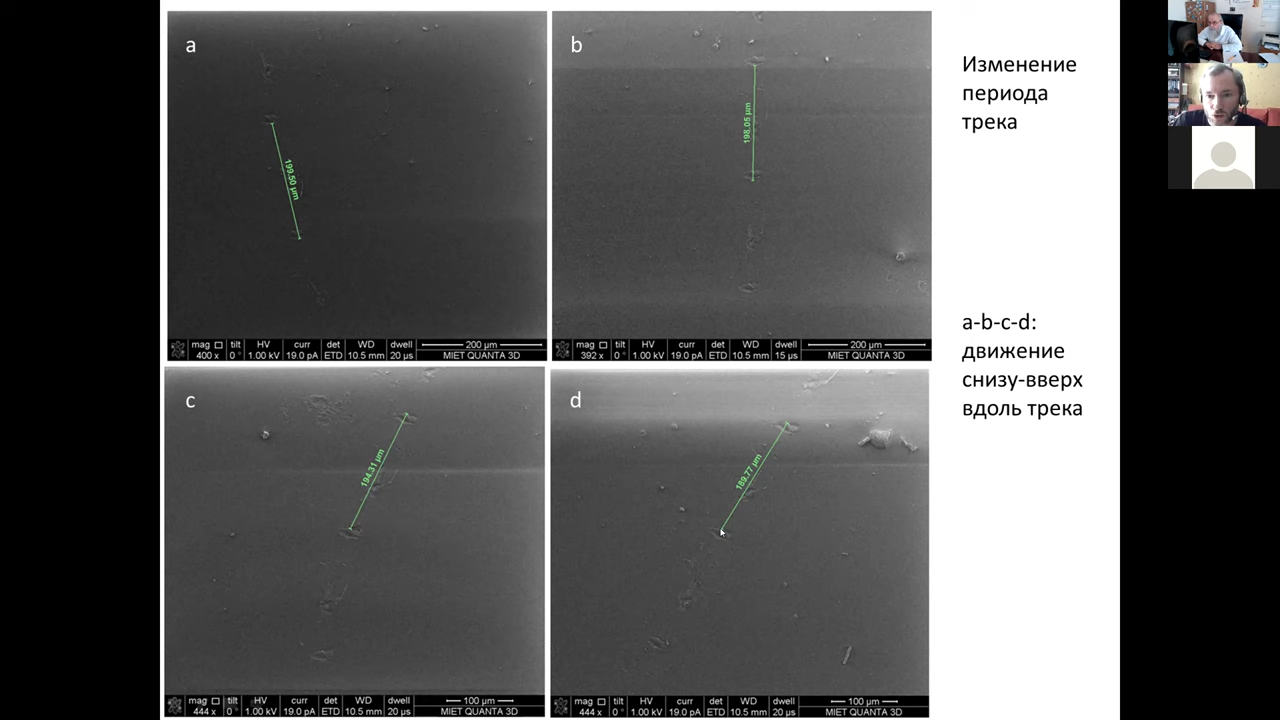 a
199.50 µm
mag tilt HV curr det WD dwell 200 µm
400 x 0 ° 1.00 kV 19.0 pA ETD 10.5 mm 20 µs MIET QUANTA 3D
b
198.05 µm
mag tilt HV curr det WD dwell 200 µm
392 x 0 ° 1.00 kV 19.0 pA ETD 10.5 mm 15 µs MIET QUANTA 3D
Изменение
периода
трека
c
194.31 µm
mag tilt HV curr det WD dwell 100 µm
444 x 0 ° 1.00 kV 19.0 pA ETD 10.5 mm 20 µs MIET QUANTA 3D
d
189.77 µm
mag tilt HV curr det WD dwell 100 µm
444 x 0 ° 1.00 kV 19.0 pA ETD 10.5 mm 20 µs MIET QUANTA 3D
a-b-c-d:
движение
снизу-вверх
вдоль трека